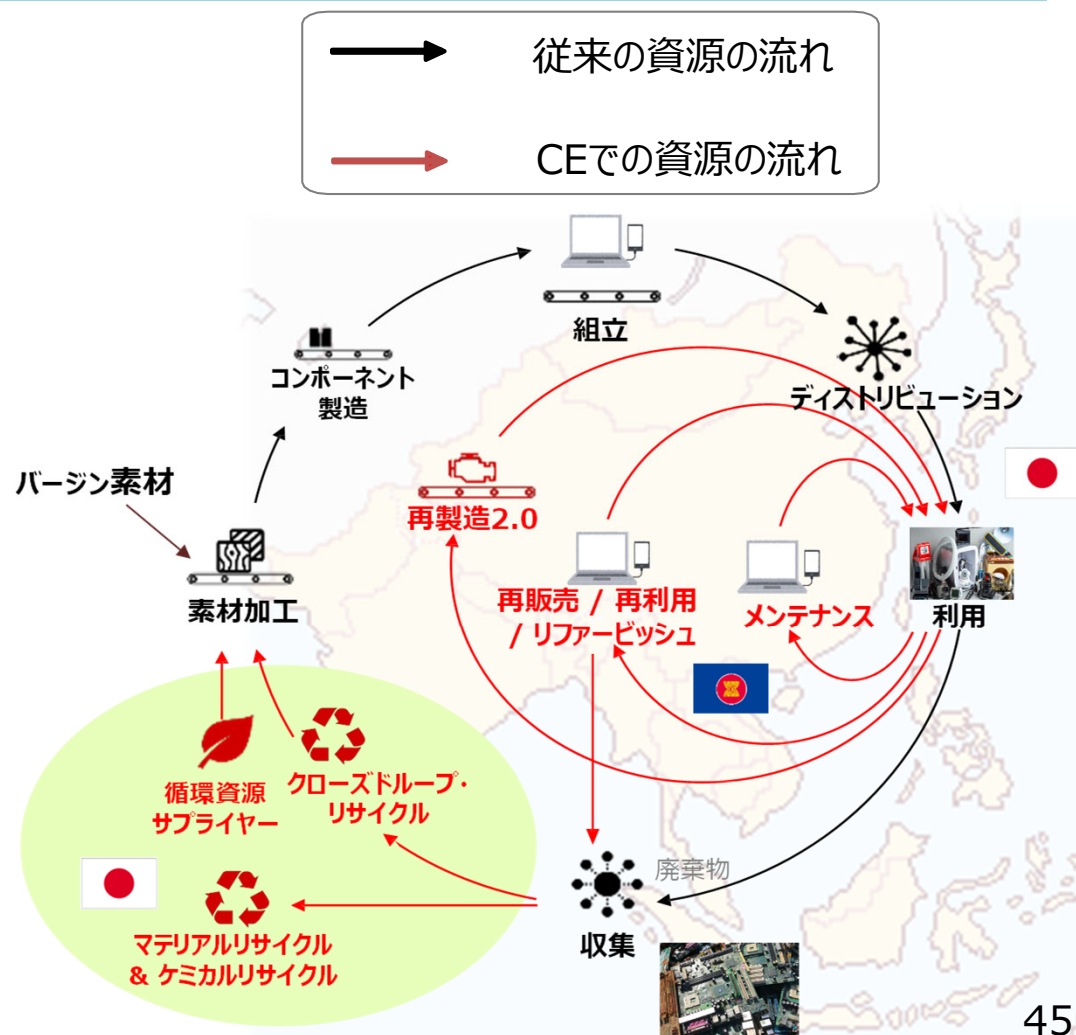 従来の資源の流れ
CEでの資源の流れ
組立
コンポーネント
製造
ディストリビューション
バージン素材
再製造2.0
素材加工
再販売 / 再利用
/ リファービッシュ
メンテナンス
利用
循環資源
サプライヤー
クローズドループ・
リサイクル
廃棄物
収集
マテリアルリサイクル
& ケミカルリサイクル
45